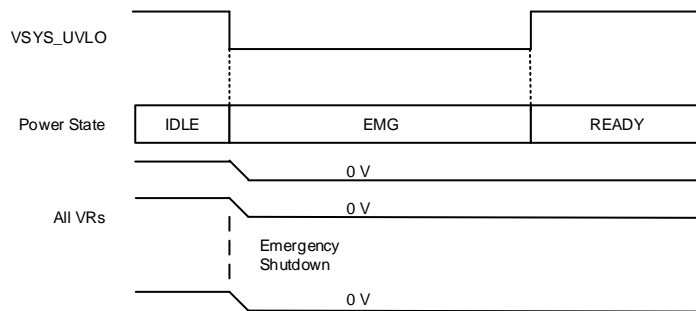 VSYS_UVLO
Power State
IDLE
EMG
READY
0 V
0 V
All VRs
Emergency
Shutdown
0 V